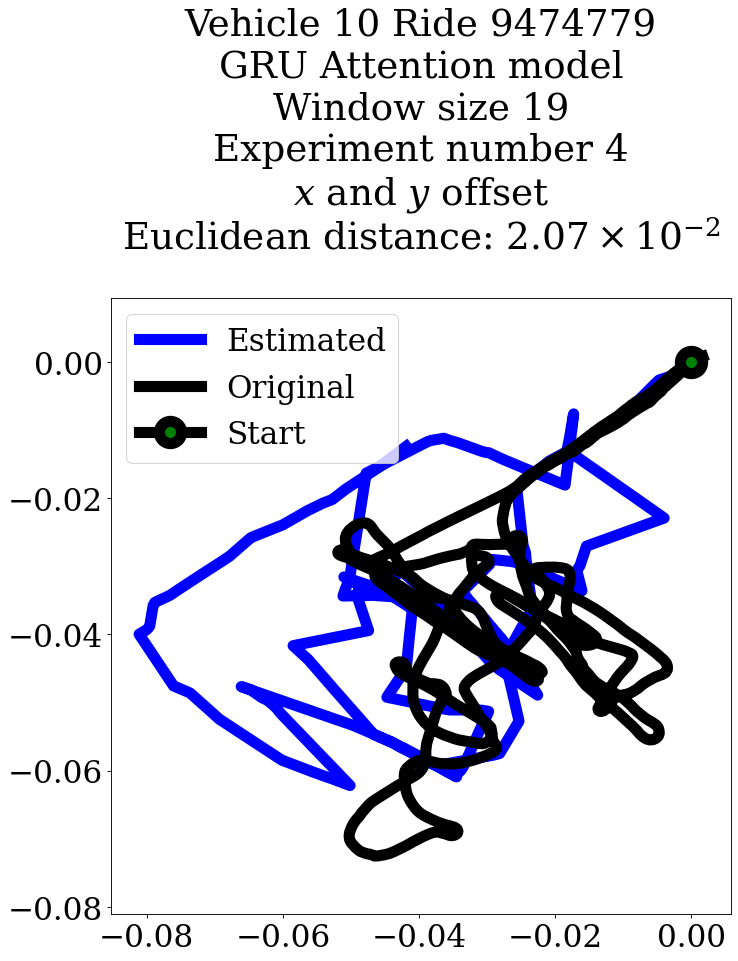 Vehicle 10 Ride 9474779
GRU Attention model
Window size 19
Experiment number 4
x and y offset
Euclidean distance: 2.07 × 10⁻²
Estimated
Original
Start
0.00
−0.02
−0.04
−0.06
−0.08
−0.08 −0.06 −0.04 −0.02 0.00